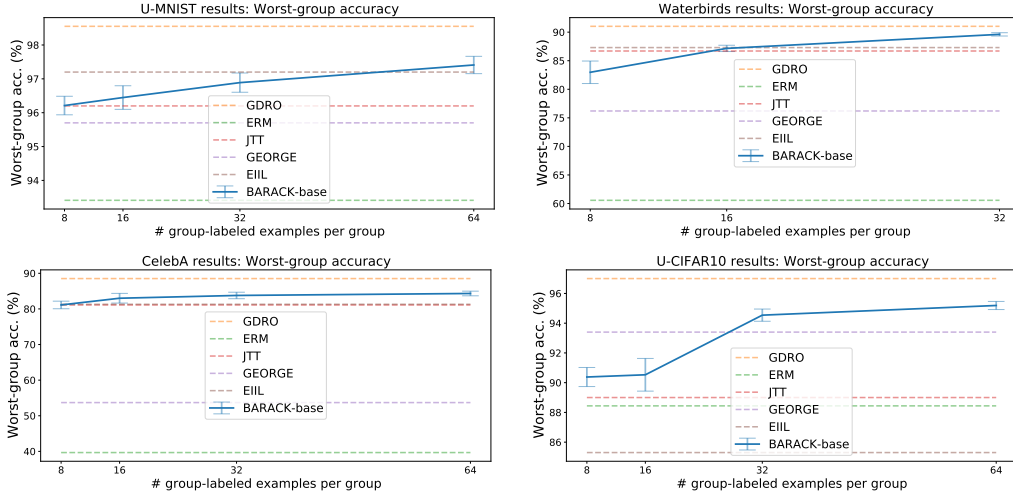 U-MNIST results: Worst-group accuracy
Worst-group acc. (%)
98
97
96
95
94
GDRO
ERM
JTT
GEORGE
EIIL
BARACK-base
8
16
32
64
# group-labeled examples per group
Waterbirds results: Worst-group accuracy
Worst-group acc. (%)
90
85
80
75
70
65
60
GDRO
ERM
JTT
GEORGE
EIIL
BARACK-base
8
16
32
# group-labeled examples per group
CelebA results: Worst-group accuracy
Worst-group acc. (%)
90
80
70
60
50
40
GDRO
ERM
JTT
GEORGE
EIIL
BARACK-base
8
16
32
64
# group-labeled examples per group
U-CIFAR10 results: Worst-group accuracy
Worst-group acc. (%)
96
94
92
90
88
86
GDRO
ERM
JTT
GEORGE
EIIL
BARACK-base
8
16
32
64
# group-labeled examples per group